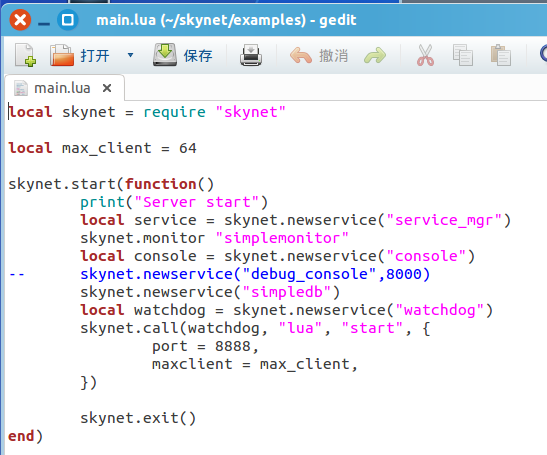 main.lua (~/skynet/examples) - gedit
打开 保存 撤消
main.lua
local skynet = require "skynet"
local max_client = 64
skynet.start(function()
print("Server start")
local service = skynet.newservice("service_mgr")
skynet.monitor "simplemonitor"
local console = skynet.newservice("console")
-- skynet.newservice("debug_console",8000)
skynet.newservice("simpledb")
local watchdog = skynet.newservice("watchdog")
skynet.call(watchdog, "lua", "start", {
port = 8888,
maxclient = max_client,
})
skynet.exit()
end)